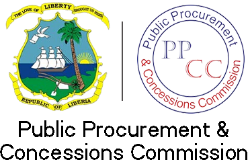 THE LOVE OF LIBERTY BROUGHT US HERE
REPUBLIC OF LIBERIA
Public Procurement
PP
CC
& Concessions Commission
Public Procurement &
Concessions Commission